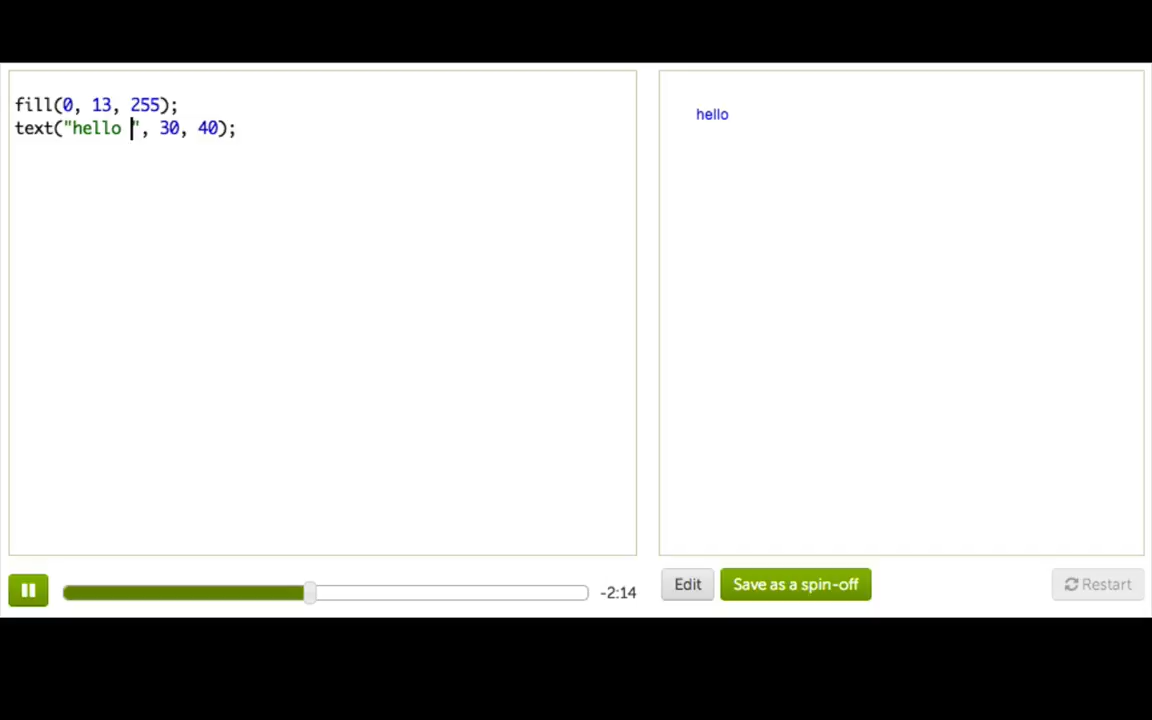 fill(0, 13, 255);
text("hello ", 30, 40);
hello
-2:14
Edit
Save as a spin-off
Restart